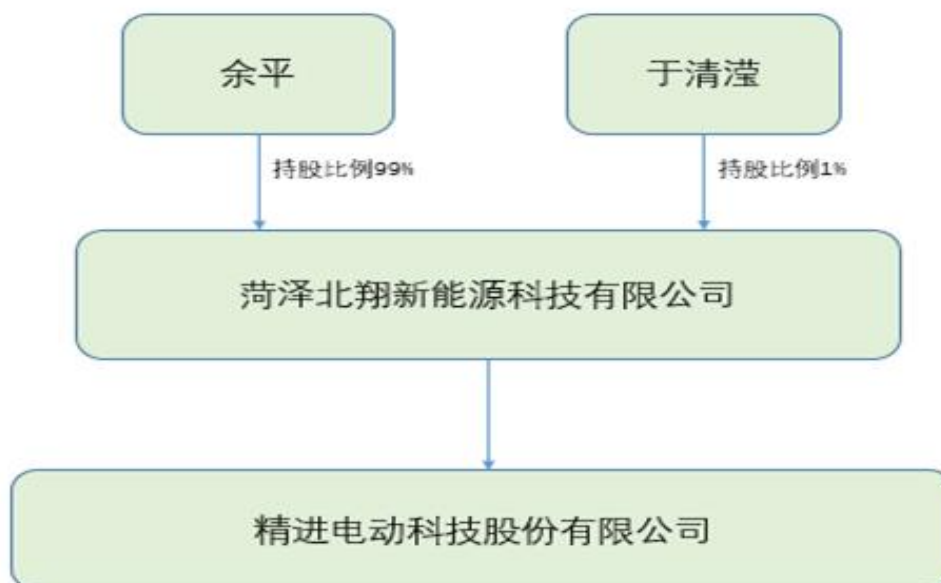 余平
于清滢
持股比例99%
持股比例1%
菏泽北翔新能源科技有限公司
精进电动科技股份有限公司